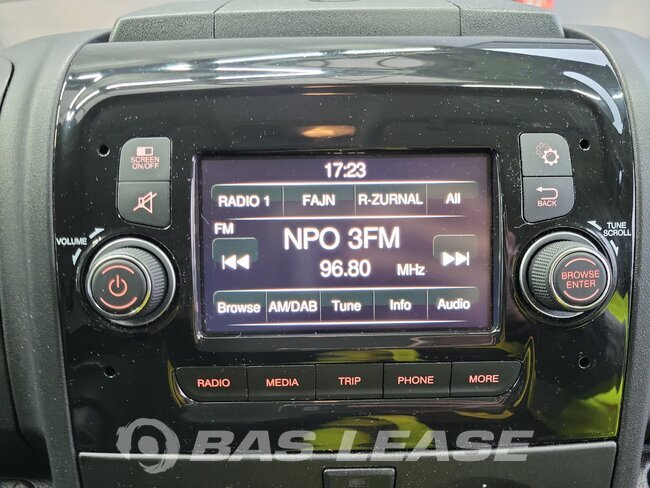 17:23
SCREEN
ON/OFF
RADIO 1 FAJN R-ZURNAL All
BACK
FM
VOLUME
TUNE
SCROLL
NPO 3FM
96.80 MHz
BROWSE
ENTER
Browse AM/DAB Tune Info Audio
RADIO MEDIA TRIP PHONE MORE
BAS LEASE